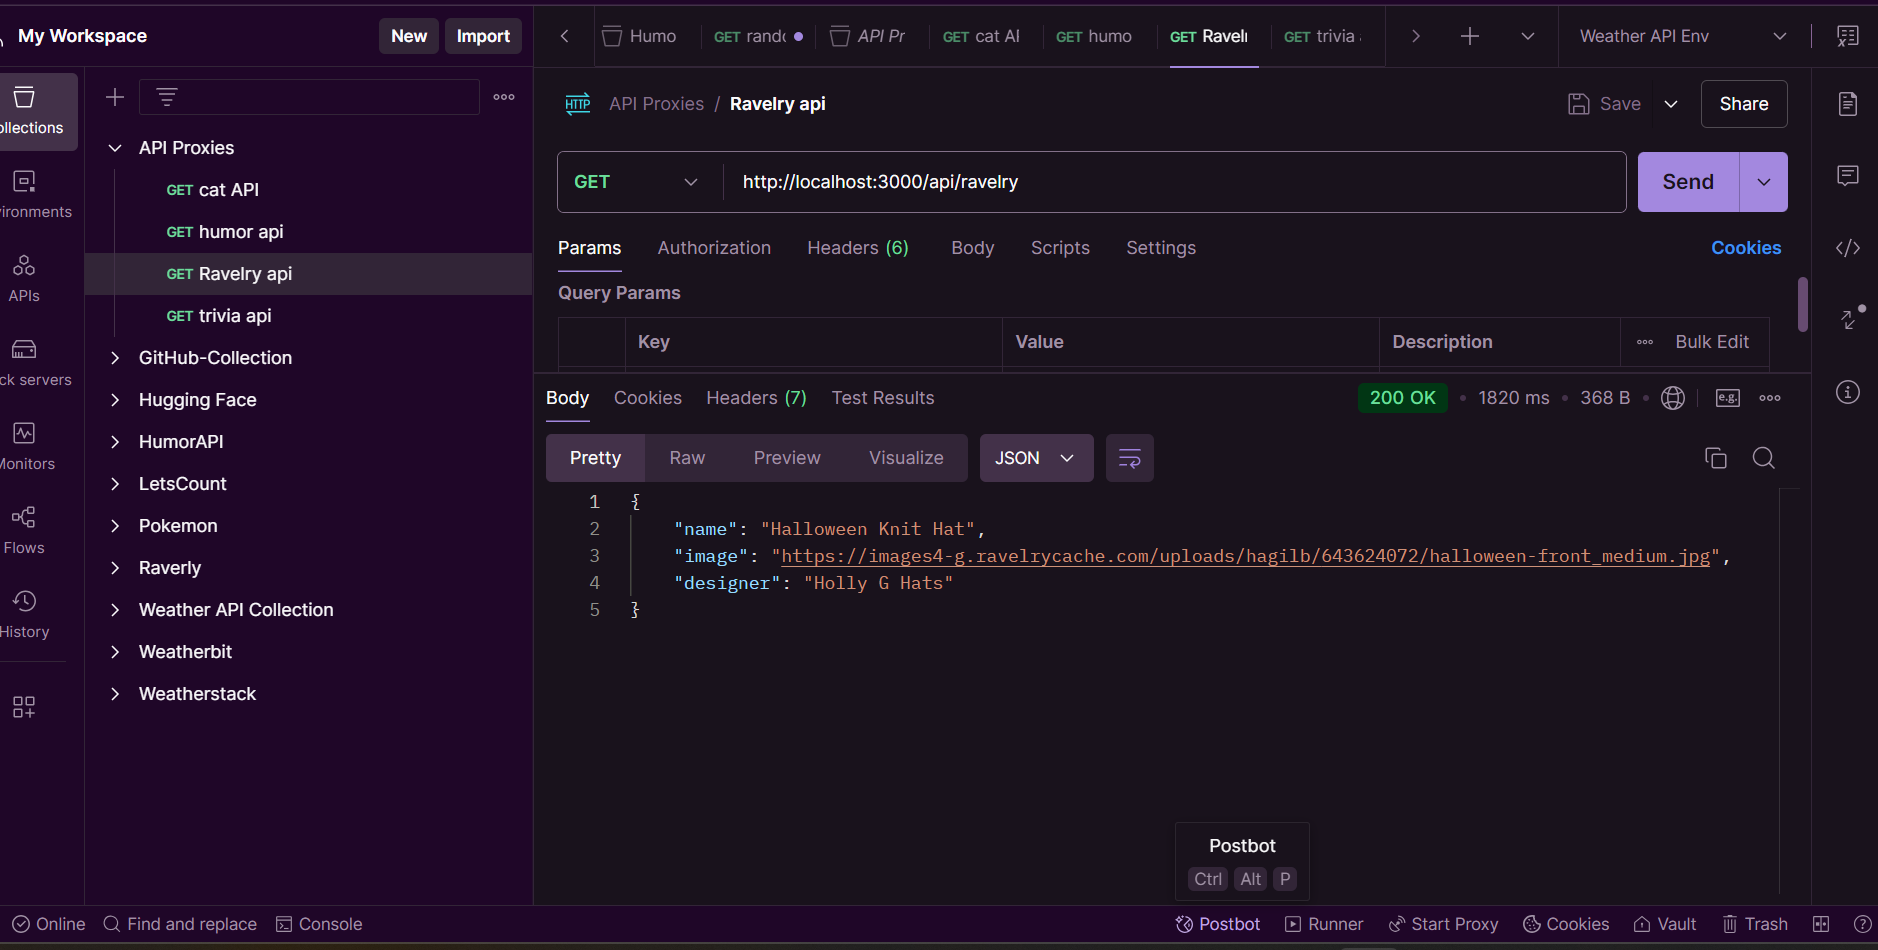 My Workspace
New
Import
Humo
GET rand
API Pr
GET cat AI
GET humo
GET Ravel
GET trivia
Weather API Env
ollections
ironments
APIs
ck servers
Monitors
Flows
History
API Proxies
GET cat API
GET humor api
GET Ravelry api
GET trivia api
GitHub-Collection
Hugging Face
HumorAPI
LetsCount
Pokemon
Raverly
Weather API Collection
Weatherbit
Weatherstack
HTTP API Proxies / Ravelry api
Save
Share
GET
http://localhost:3000/api/ravelry
Send
Params Authorization Headers (6) Body Scripts Settings
Cookies
Query Params
Key Value Description Bulk Edit
Body Cookies Headers (7) Test Results
200 OK • 1820 ms • 368 B •
e.g.
Pretty Raw Preview Visualize JSON
1 {
2 "name": "Halloween Knit Hat",
3 "image": "https://images4-g.ravelrycache.com/uploads/hagilb/643624072/halloween-front_medium.jpg",
4 "designer": "Holly G Hats"
5 }
Postbot
Ctrl Alt P
Online Find and replace Console
Postbot Runner Start Proxy Cookies Vault Trash